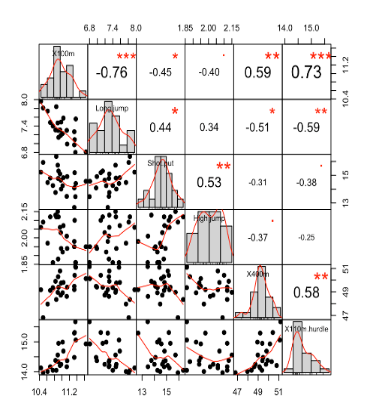 6.8 7.4 8.0 1.85 2.00 2.15 14.0 15.0
X100m *** * . ** ***
-0.76 -0.45 -0.40 0.59 0.73
10.4 11.2
6.8 7.4 8.0
Long jump * * **
0.44 0.34 -0.51 -0.59
Shot.put ** .
0.53 -0.31 -0.38
13 15
1.85 2.00 2.15
High jump .
-0.37 -0.25
X400m **
0.58
47 49 51
14.0 15.0
X110m.hurdle
10.4 11.2 13 15 47 49 51